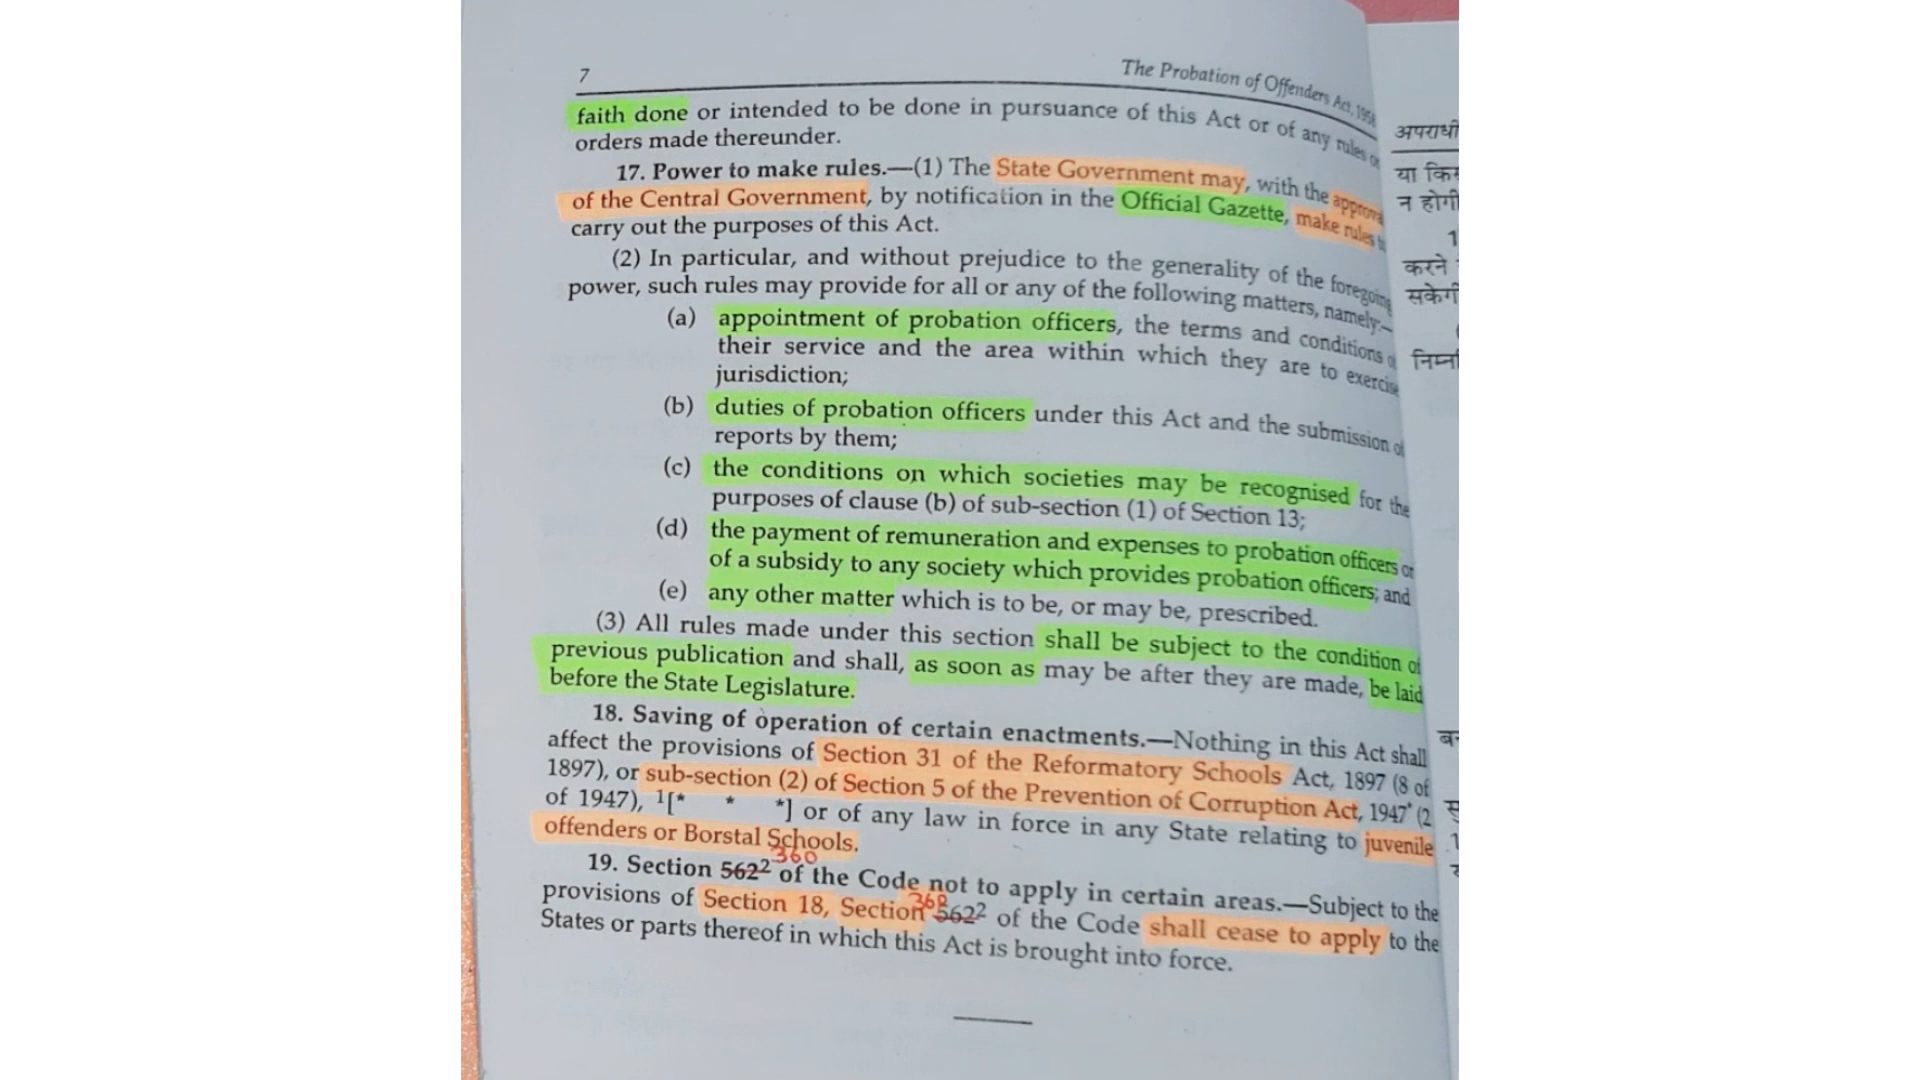 7
The Probation of Offenders Act, 1958
faith done or intended to be done in pursuance of this Act or of any rules or
orders made thereunder.
17. Power to make rules.—(1) The State Government may, with the approval
of the Central Government, by notification in the Official Gazette, make rules to
carry out the purposes of this Act.
(2) In particular, and without prejudice to the generality of the foregoing
power, such rules may provide for all or any of the following matters, namely:—
(a) appointment of probation officers, the terms and conditions of
their service and the area within which they are to exercise
jurisdiction;
(b) duties of probation officers under this Act and the submission of
reports by them;
(c) the conditions on which societies may be recognised for the
purposes of clause (b) of sub-section (1) of Section 13;
(d) the payment of remuneration and expenses to probation officers or
of a subsidy to any society which provides probation officers; and
(e) any other matter which is to be, or may be, prescribed.
(3) All rules made under this section shall be subject to the condition of
previous publication and shall, as soon as may be after they are made, be laid
before the State Legislature.
18. Saving of operation of certain enactments.—Nothing in this Act shall
affect the provisions of Section 31 of the Reformatory Schools Act, 1897 (8 of
1897), or sub-section (2) of Section 5 of the Prevention of Corruption Act, 1947* (2
of 1947), 1[* * *] or of any law in force in any State relating to juvenile
offenders or Borstal Schools.
360
19. Section 562² of the Code not to apply in certain areas.—Subject to the
360
provisions of Section 18, Section 562² of the Code shall cease to apply to the
States or parts thereof in which this Act is brought into force.
अपराधी
या
न होगी
करने